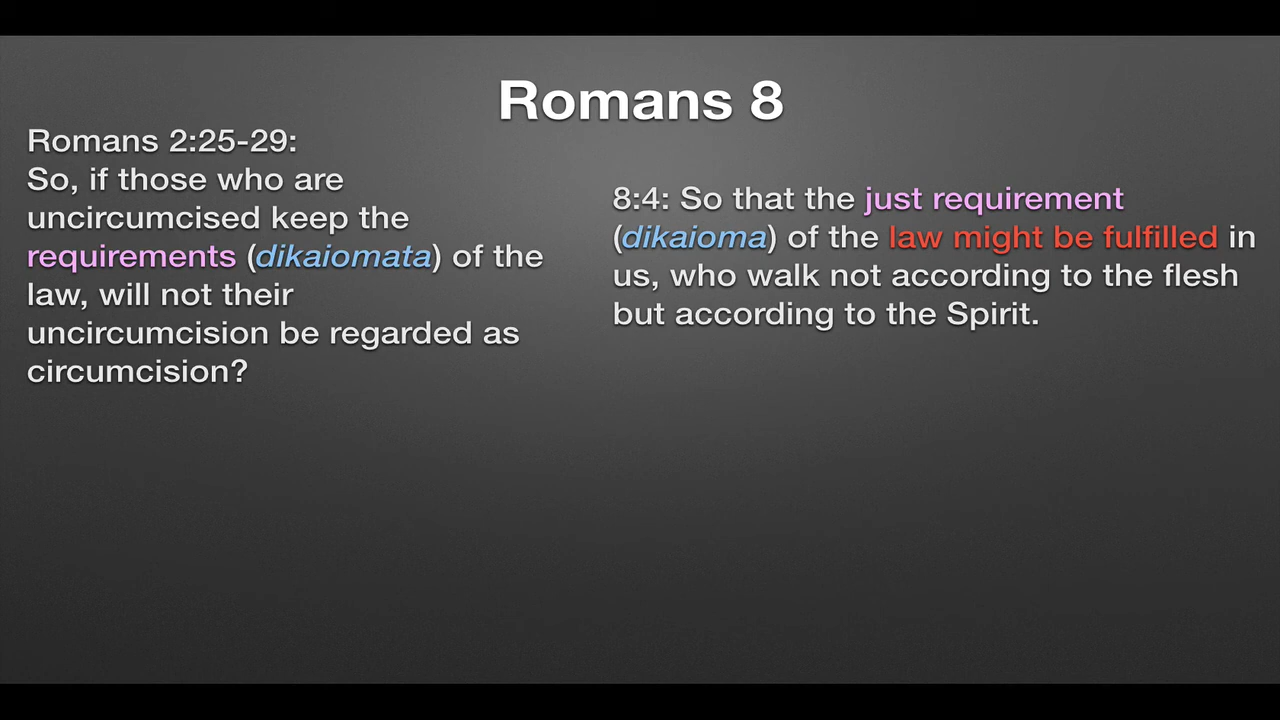 Romans 8
Romans 2:25-29:
So, if those who are
uncircumcised keep the
requirements (dikaiomata) of the
law, will not their
uncircumcision be regarded as
circumcision?
8:4: So that the just requirement
(dikaioma) of the law might be fulfilled in
us, who walk not according to the flesh
but according to the Spirit.